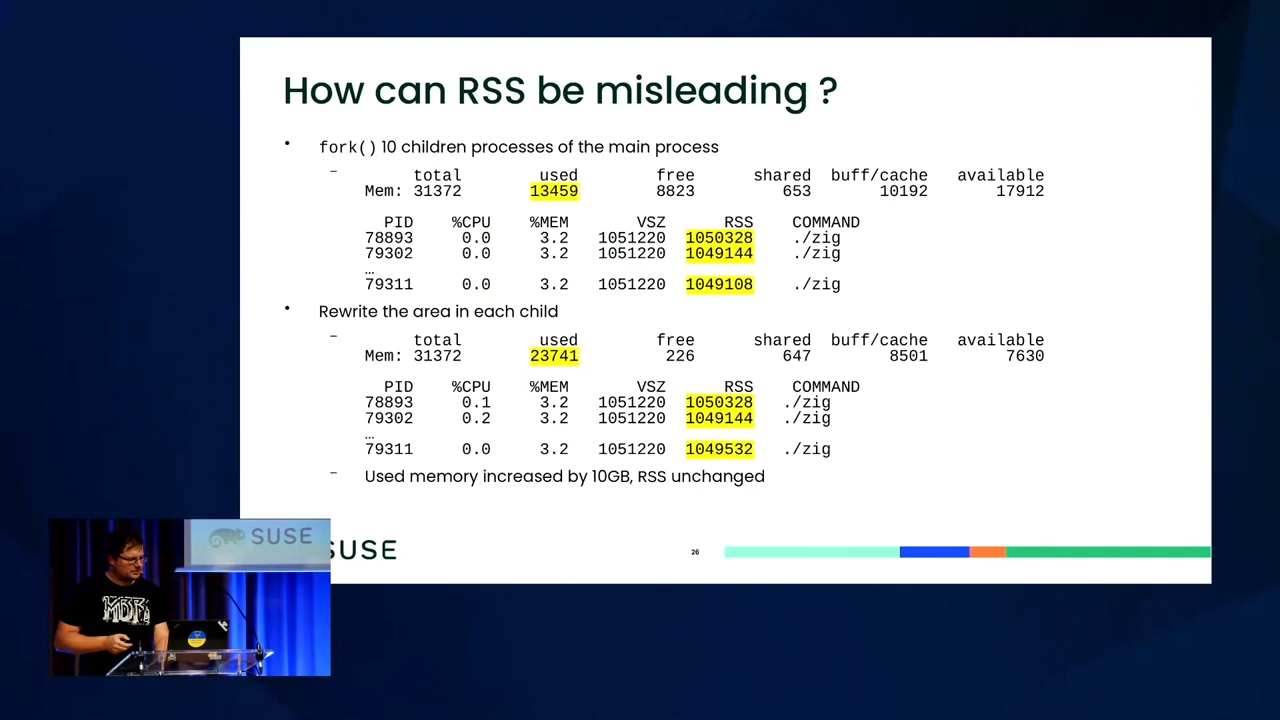 How can RSS be misleading ?
• fork() 10 children processes of the main process
– total used free shared buff/cache available
Mem: 31372 13459 8823 653 10192 17912
PID %CPU %MEM VSZ RSS COMMAND
78893 0.0 3.2 1051220 1050328 ./zig
79302 0.0 3.2 1051220 1049144 ./zig
…
79311 0.0 3.2 1051220 1049108 ./zig
• Rewrite the area in each child
– total used free shared buff/cache available
Mem: 31372 23741 226 647 8501 7630
PID %CPU %MEM VSZ RSS COMMAND
78893 0.1 3.2 1051220 1050328 ./zig
79302 0.2 3.2 1051220 1049144 ./zig
…
79311 0.0 3.2 1051220 1049532 ./zig
– Used memory increased by 10GB, RSS unchanged
SUSE
SUSE
26